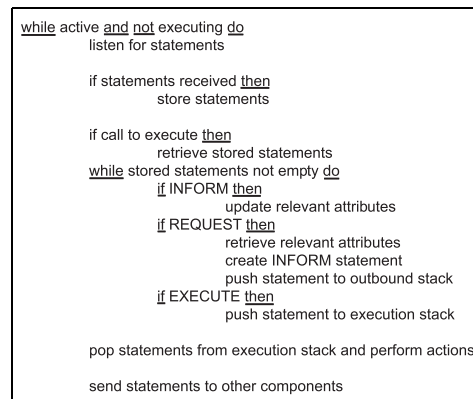 while active and not executing do
listen for statements
if statements received then
store statements
if call to execute then
retrieve stored statements
while stored statements not empty do
if INFORM then
update relevant attributes
if REQUEST then
retrieve relevant attributes
create INFORM statement
push statement to outbound stack
if EXECUTE then
push statement to execution stack
pop statements from execution stack and perform actions
send statements to other components